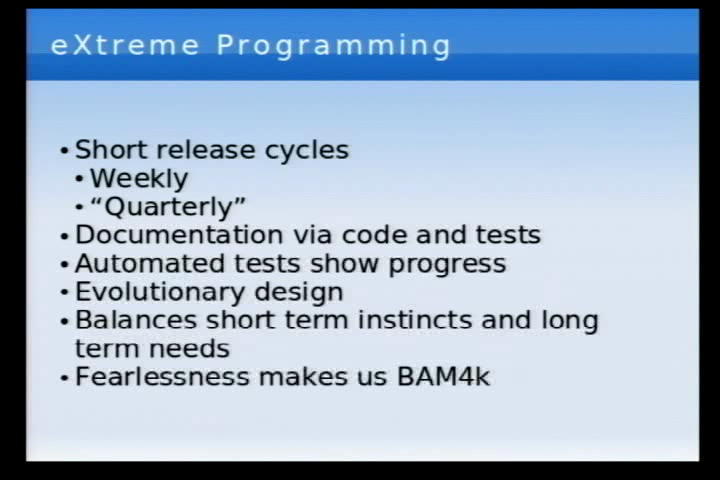 eXtreme Programming
• Short release cycles
• Weekly
• “Quarterly”
• Documentation via code and tests
• Automated tests show progress
• Evolutionary design
• Balances short term instincts and long
term needs
• Fearlessness makes us BAM4k